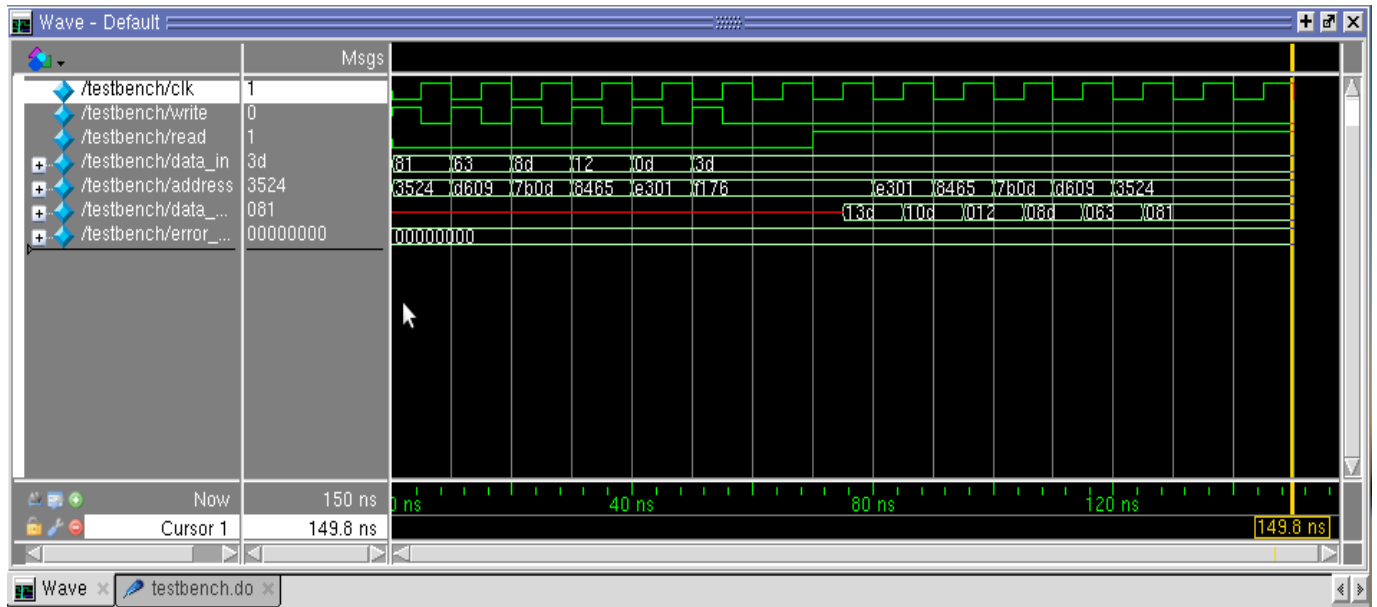 Wave - Default
Msgs
/testbench/clk 1
/testbench/write 0
/testbench/read 1
/testbench/data_in 3d 81 63 8d 12 0d 3d
/testbench/address 3524 3524 d609 7b0d 8465 e301 f176 e301 8465 7b0d d609 3524
/testbench/data_... 081 13d 10d 012 08d 063 081
/testbench/error_... 00000000 00000000
Now 150 ns 0 ns 40 ns 80 ns 120 ns
Cursor 1 149.8 ns 149.8 ns
Wave testbench.do